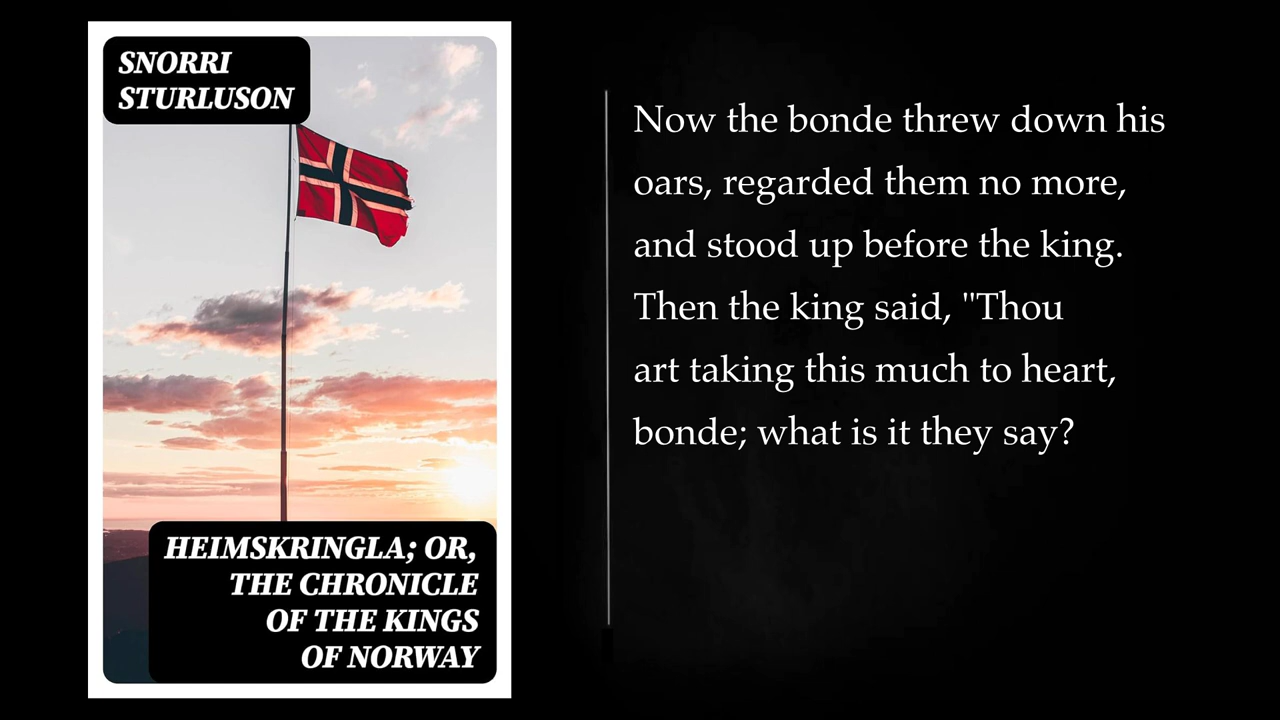 SNORRI
STURLUSON
HEIMSKRINGLA; OR,
THE CHRONICLE
OF THE KINGS
OF NORWAY
Now the bonde threw down his
oars, regarded them no more,
and stood up before the king.
Then the king said, "Thou
art taking this much to heart,
bonde; what is it they say?